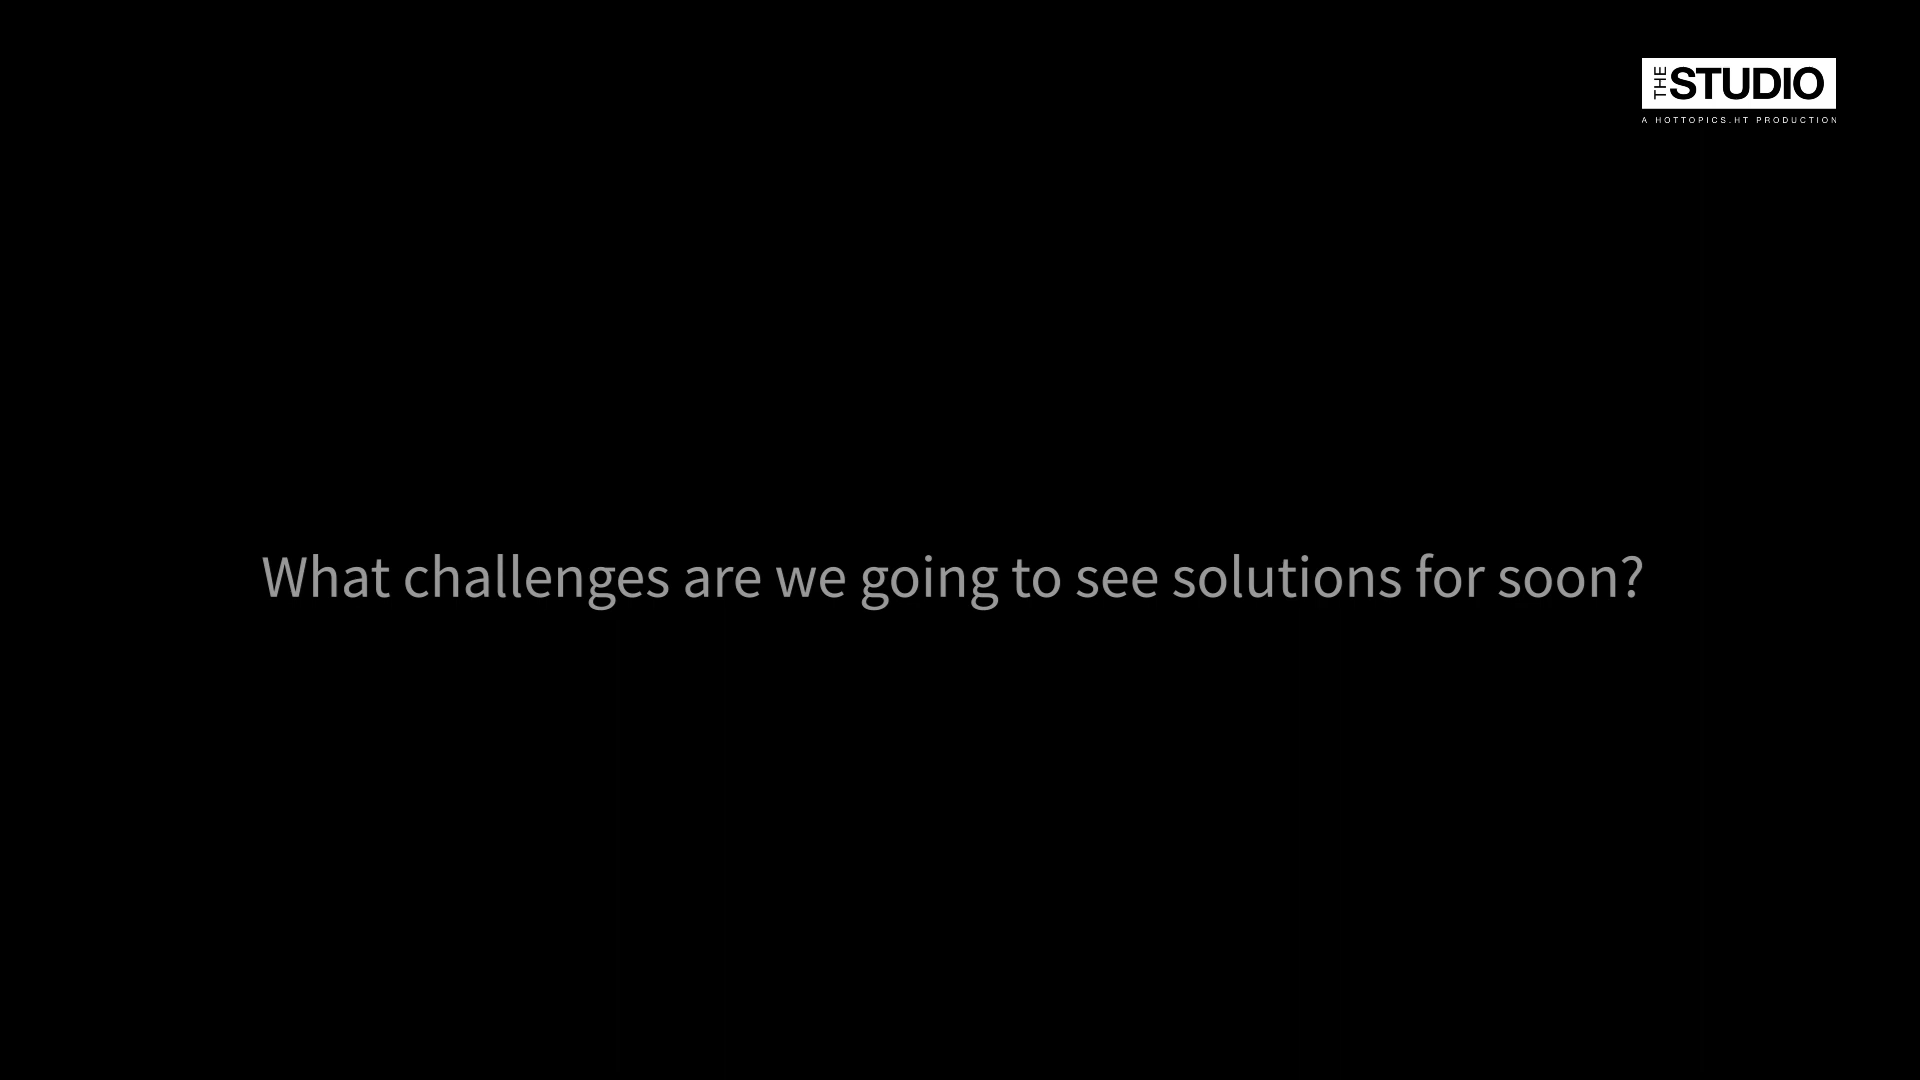 THE STUDIO
A HOTTOPICS.HT PRODUCTION
What challenges are we going to see solutions for soon?